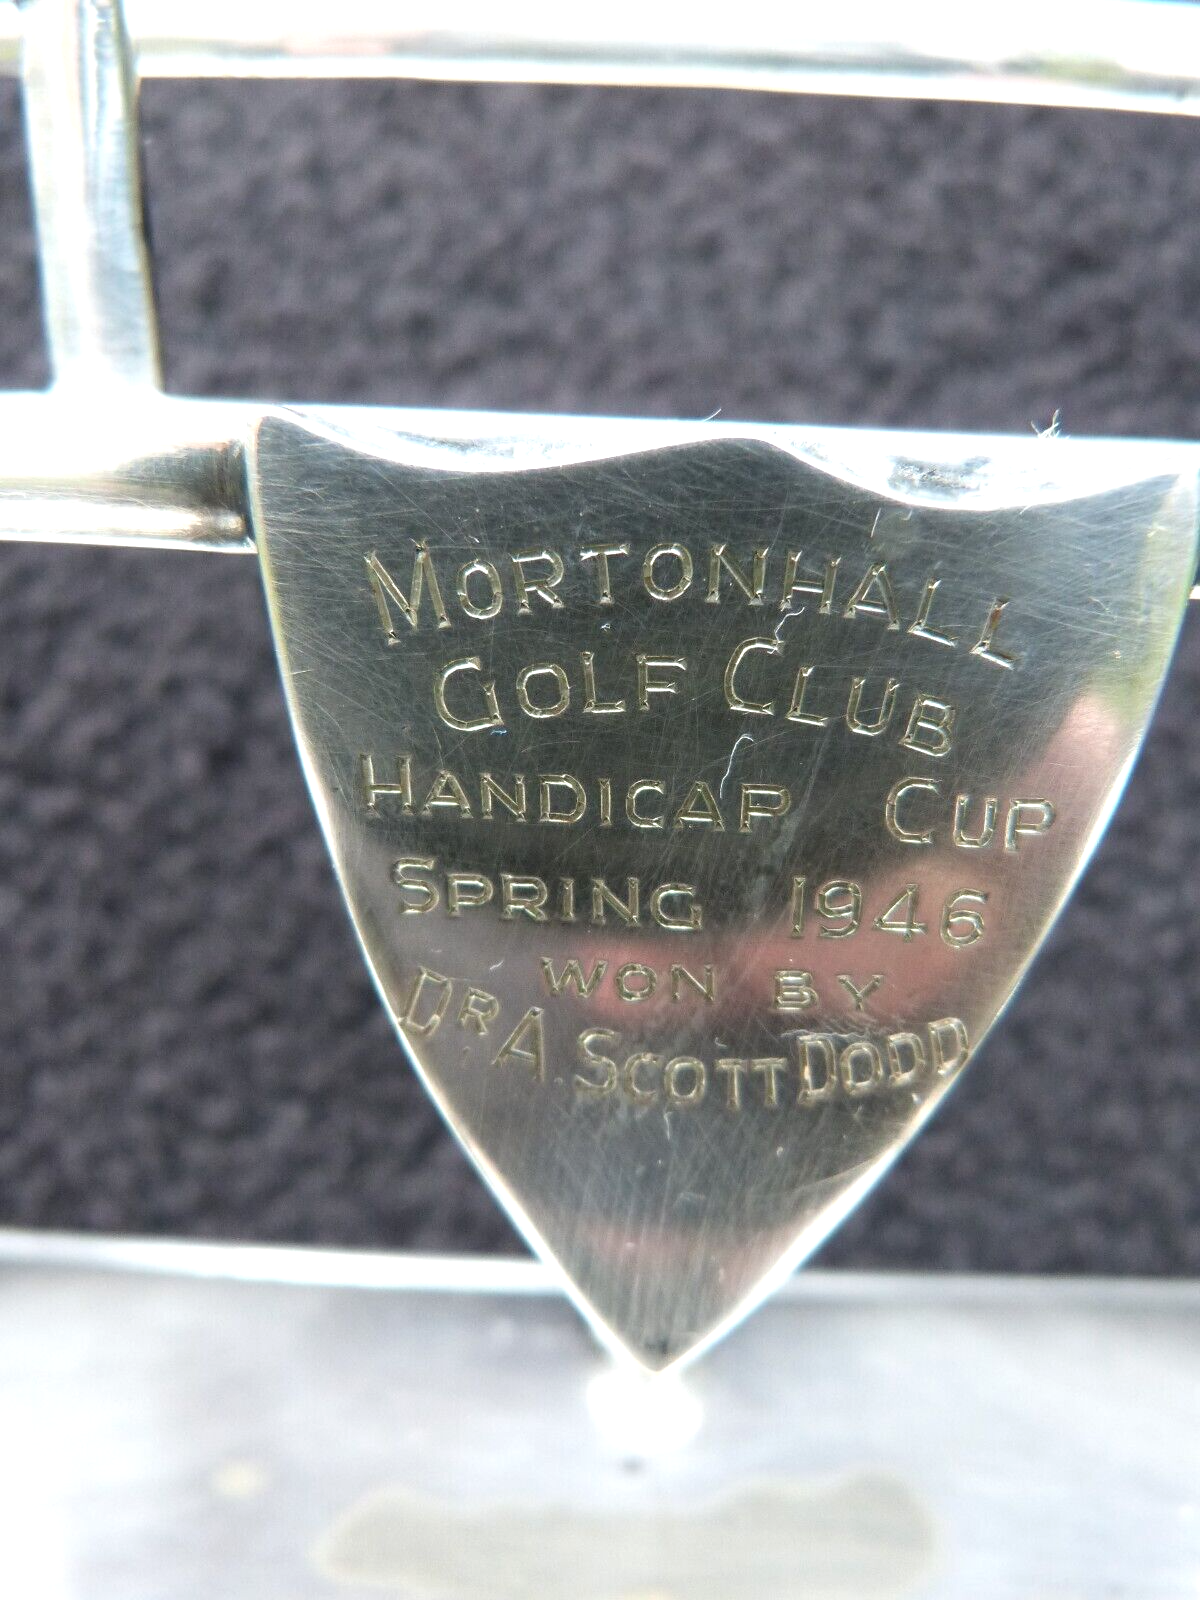 MORTONHALL
GOLF CLUB
HANDICAP CUP
SPRING 1946
WON BY
DR A. SCOTT DODD